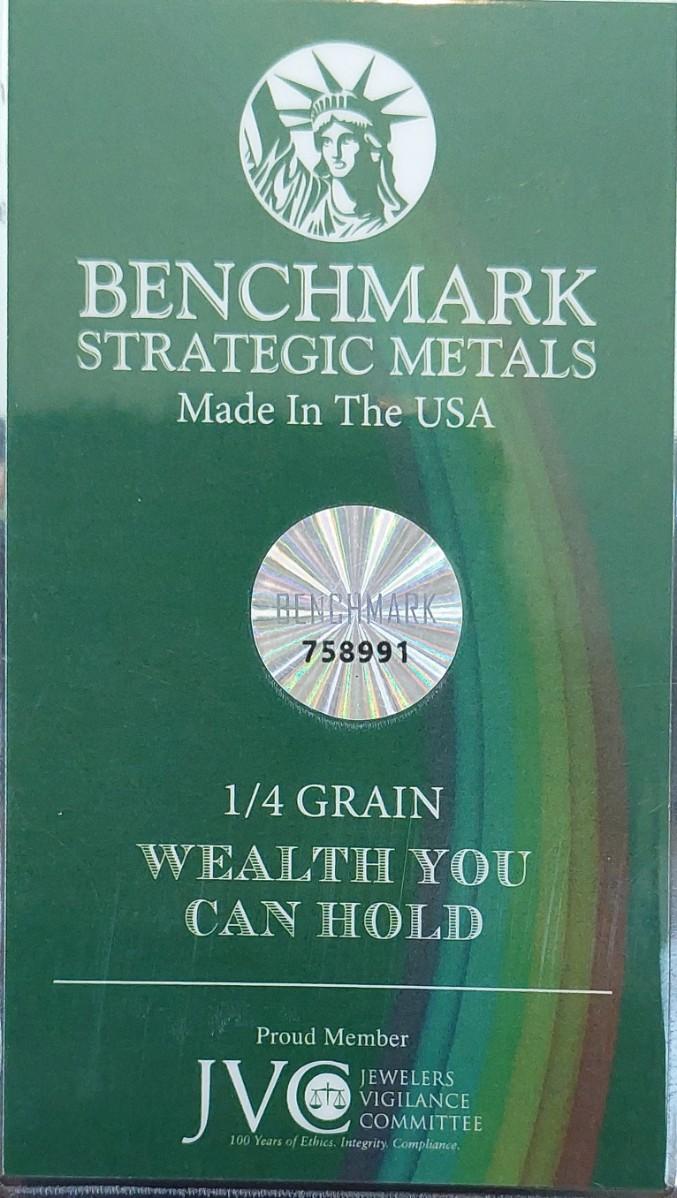 BENCHMARK
STRATEGIC METALS
Made In The USA
BENCHMARK
758991
1/4 GRAIN
WEALTH YOU
CAN HOLD
Proud Member
JVC JEWELERS
VIGILANCE
COMMITTEE
100 Years of Ethics. Integrity. Compliance.